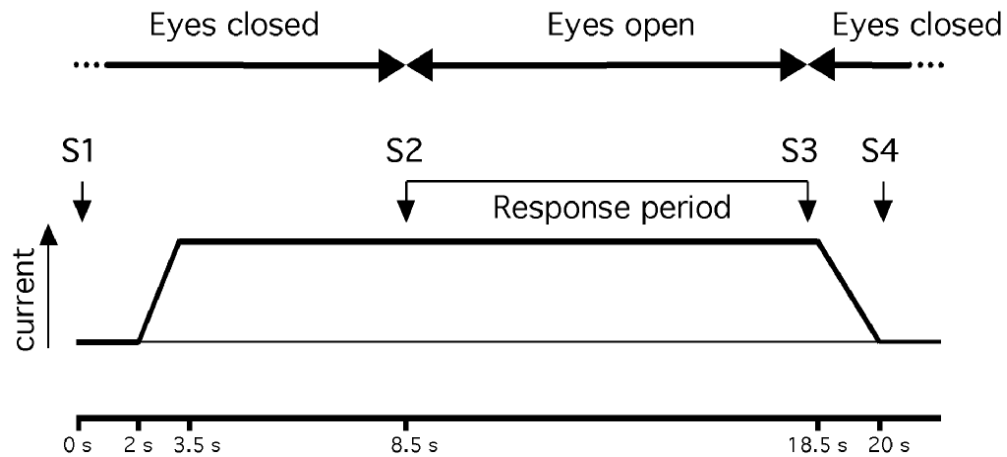 Eyes closed
Eyes open
Eyes closed
S1
S2
S3
S4
Response period
current
0 s
2 s
3.5 s
8.5 s
18.5 s
20 s